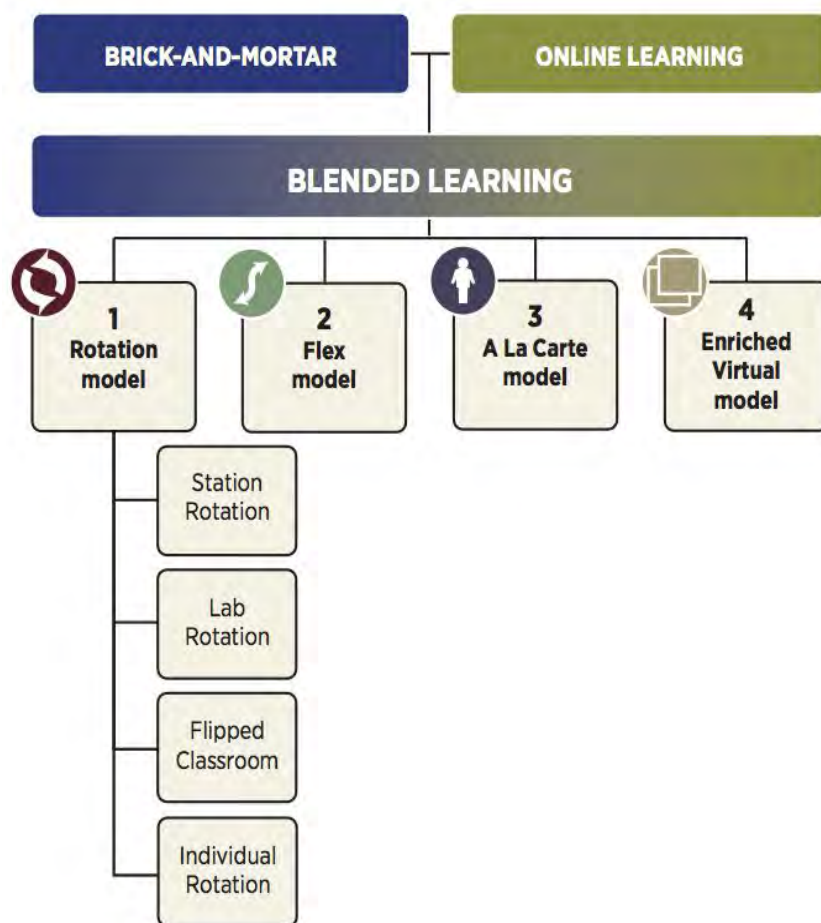 BRICK-AND-MORTAR
ONLINE LEARNING
BLENDED LEARNING
1
Rotation
model
2
Flex
model
3
A La Carte
model
4
Enriched
Virtual
model
Station
Rotation
Lab
Rotation
Flipped
Classroom
Individual
Rotation